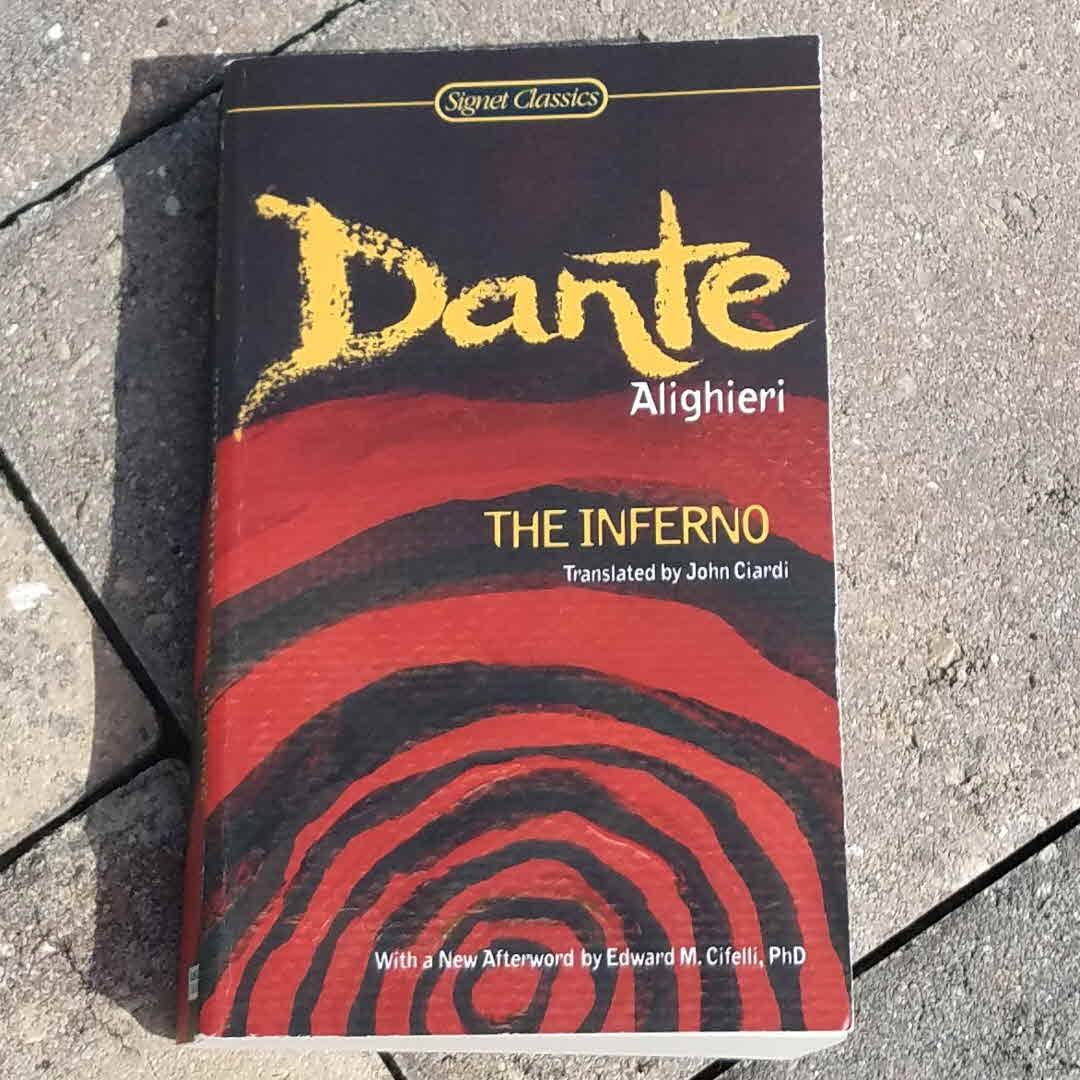 Signet Classics
Dante
Alighieri
THE INFERNO
Translated by John Ciardi
With a New Afterword by Edward M. Cifelli, PhD